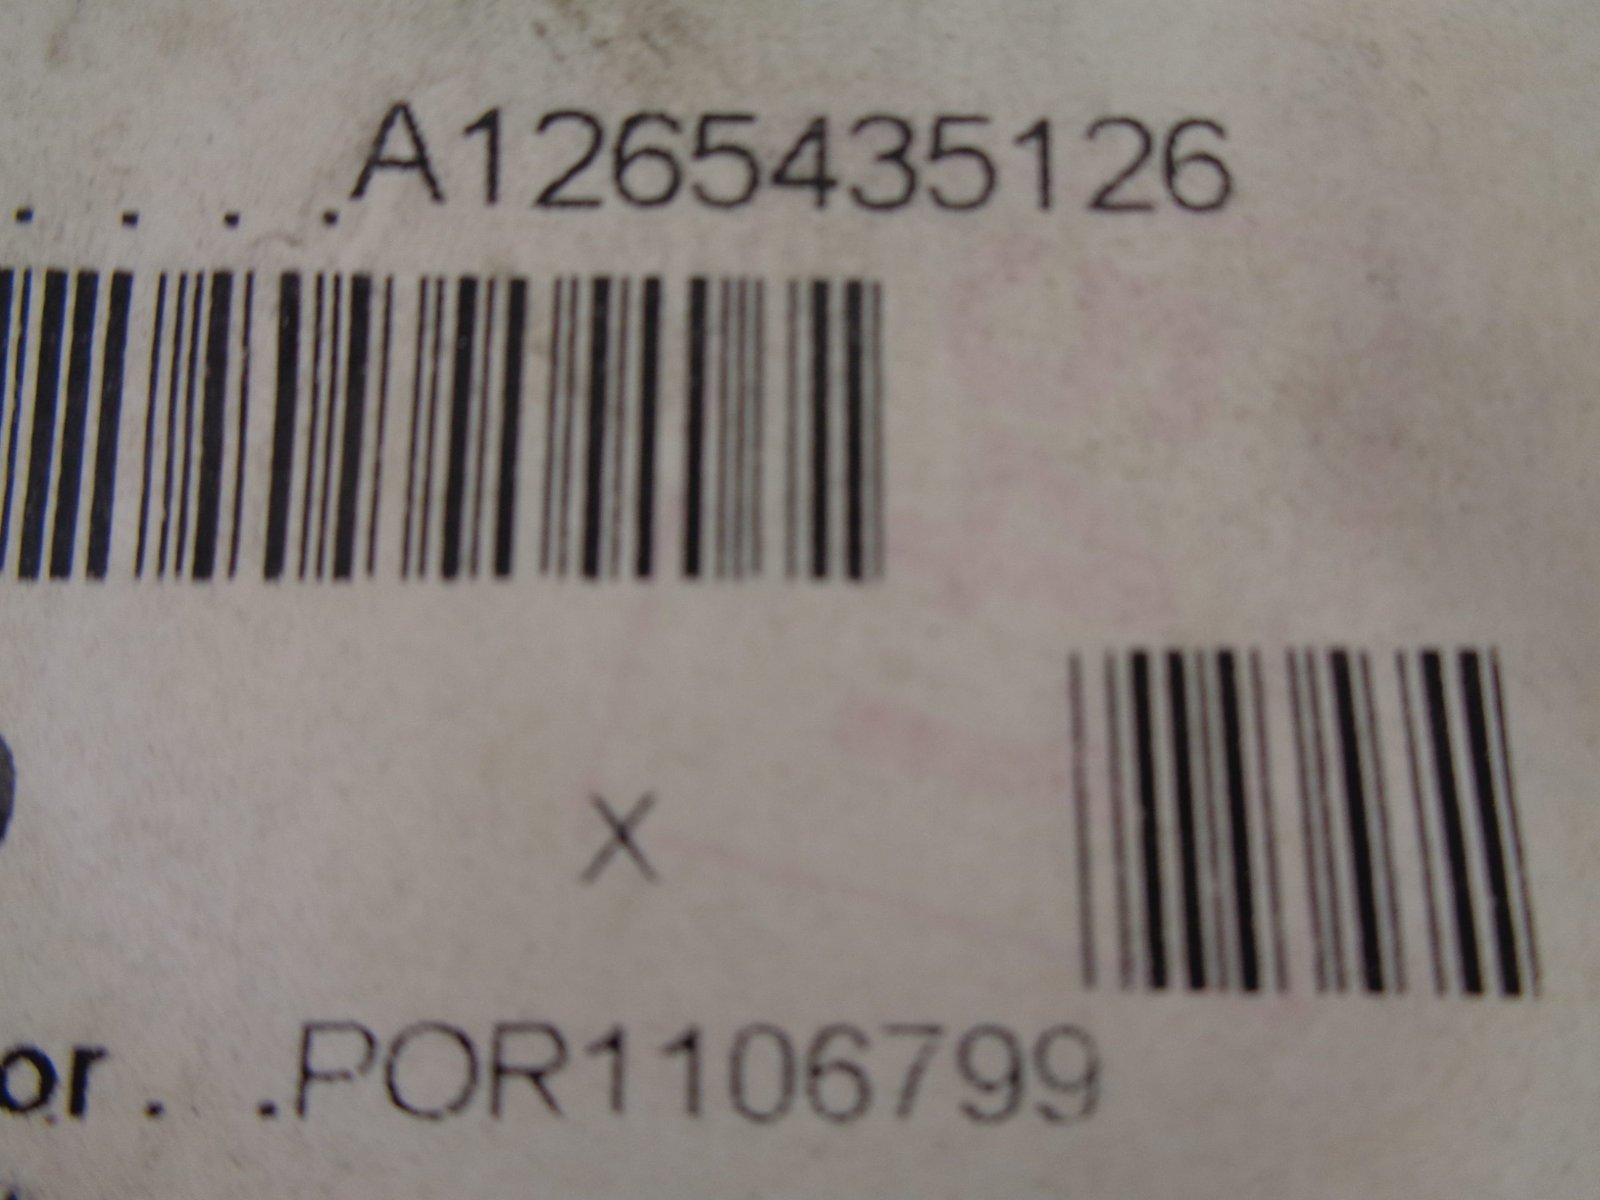 . . . .A1265435126
X
or. .POR1106799